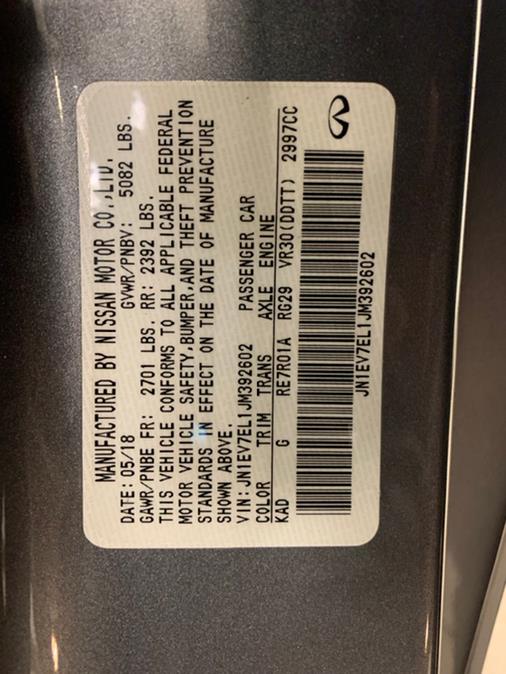 MANUFACTURED BY NISSAN MOTOR CO.,LTD.
DATE: 05/18 GVWR/PNBV: 5082 LBS.
GAWR/PNBE FR: 2701 LBS. RR: 2392 LBS.
THIS VEHICLE CONFORMS TO ALL APPLICABLE FEDERAL
MOTOR VEHICLE SAFETY,BUMPER,AND THEFT PREVENTION
STANDARDS IN EFFECT ON THE DATE OF MANUFACTURE
SHOWN ABOVE.
VIN:JN1EV7EL1JM392602 PASSENGER CAR
COLOR TRIM TRANS AXLE ENGINE
KAD G RE7R01A RG29 VR30(DDTT) 2997CC
JN1EV7EL1JM392602